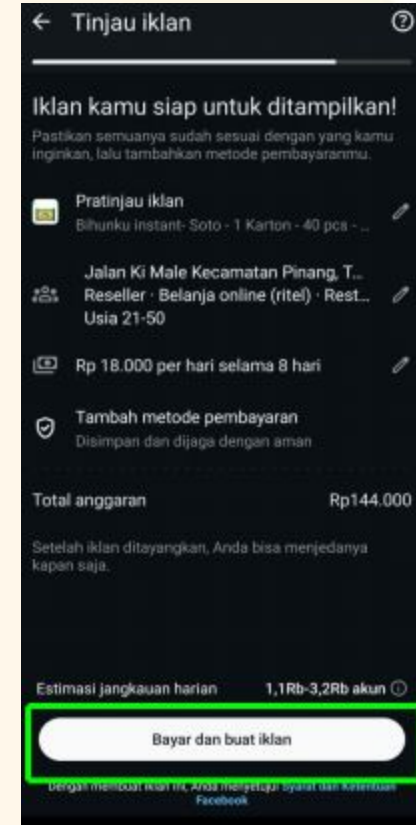 Tinjau iklan
Iklan kamu siap untuk ditampilkan!
Pastikan semuanya sudah sesuai dengan yang kamu
inginkan, lalu tambahkan metode pembayaranmu.
Pratinjau iklan
Bihunku instant- Soto - 1 Karton - 40 pcs - ...
Jalan Ki Male Kecamatan Pinang, T...
Reseller · Belanja online (ritel) · Rest...
Usia 21-50
Rp 18.000 per hari selama 8 hari
Tambah metode pembayaran
Disimpan dan dijaga dengan aman
Total anggaran Rp144.000
Setelah iklan ditayangkan, Anda bisa menjedanya
kapan saja.
Estimasi jangkauan harian 1,1Rb-3,2Rb akun
Bayar dan buat iklan
Dengan membuat iklan ini, Anda menyetujui Syarat dan Ketentuan
Facebook